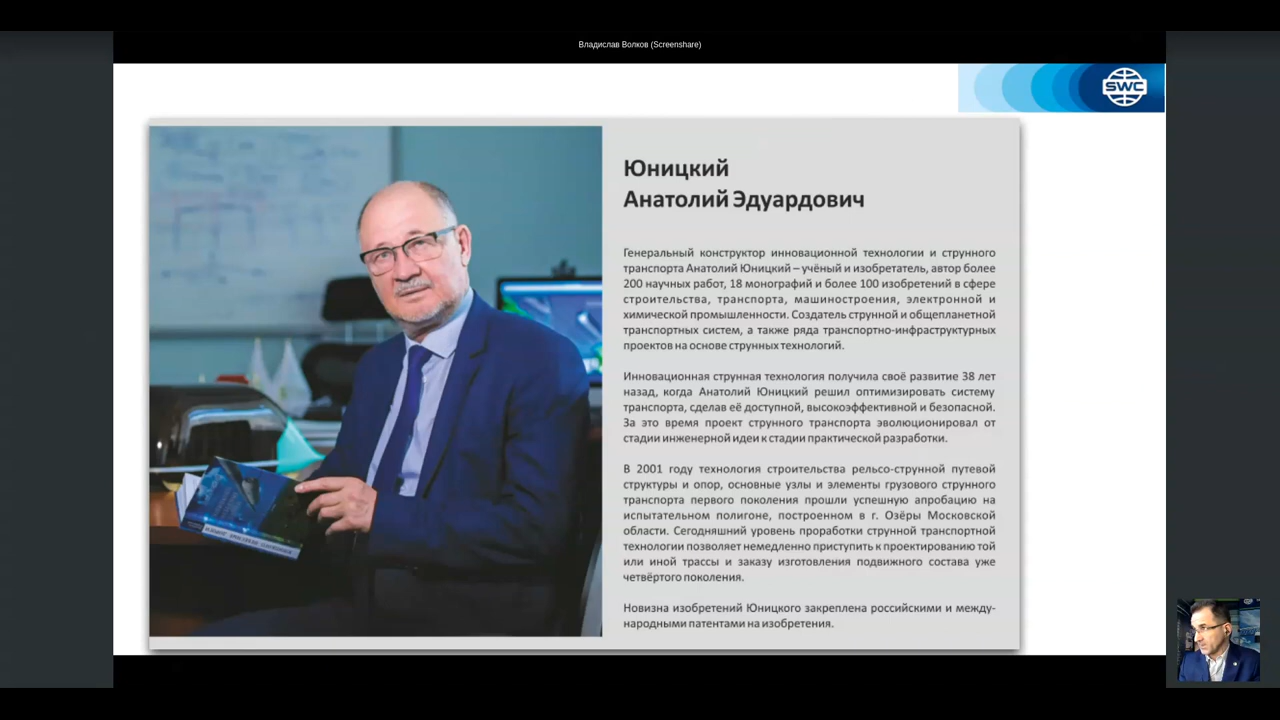 Владислав Волков (Screenshare)
SWC
Юницкий
Анатолий Эдуардович
Генеральный конструктор инновационной технологии и струнного
транспорта Анатолий Юницкий – учёный и изобретатель, автор более
200 научных работ, 18 монографий и более 100 изобретений в сфере
строительства, транспорта, машиностроения, электронной и
химической промышленности. Создатель струнной и общепланетной
транспортных систем, а также ряда транспортно-инфраструктурных
проектов на основе струнных технологий.
Инновационная струнная технология получила своё развитие 38 лет
назад, когда Анатолий Юницкий решил оптимизировать систему
транспорта, сделав её доступной, высокоэффективной и безопасной.
За это время проект струнного транспорта эволюционировал от
стадии инженерной идеи к стадии практической разработки.
В 2001 году технология строительства рельсо-струнной путевой
структуры и опор, основные узлы и элементы грузового струнного
транспорта первого поколения прошли успешную апробацию на
испытательном полигоне, построенном в г. Озёры Московской
области. Сегодняшний уровень проработки струнной транспортной
технологии позволяет немедленно приступить к проектированию той
или иной трассы и заказу изготовления подвижного состава уже
четвёртого поколения.
Новизна изобретений Юницкого закреплена российскими и между-
народными патентами на изобретения.